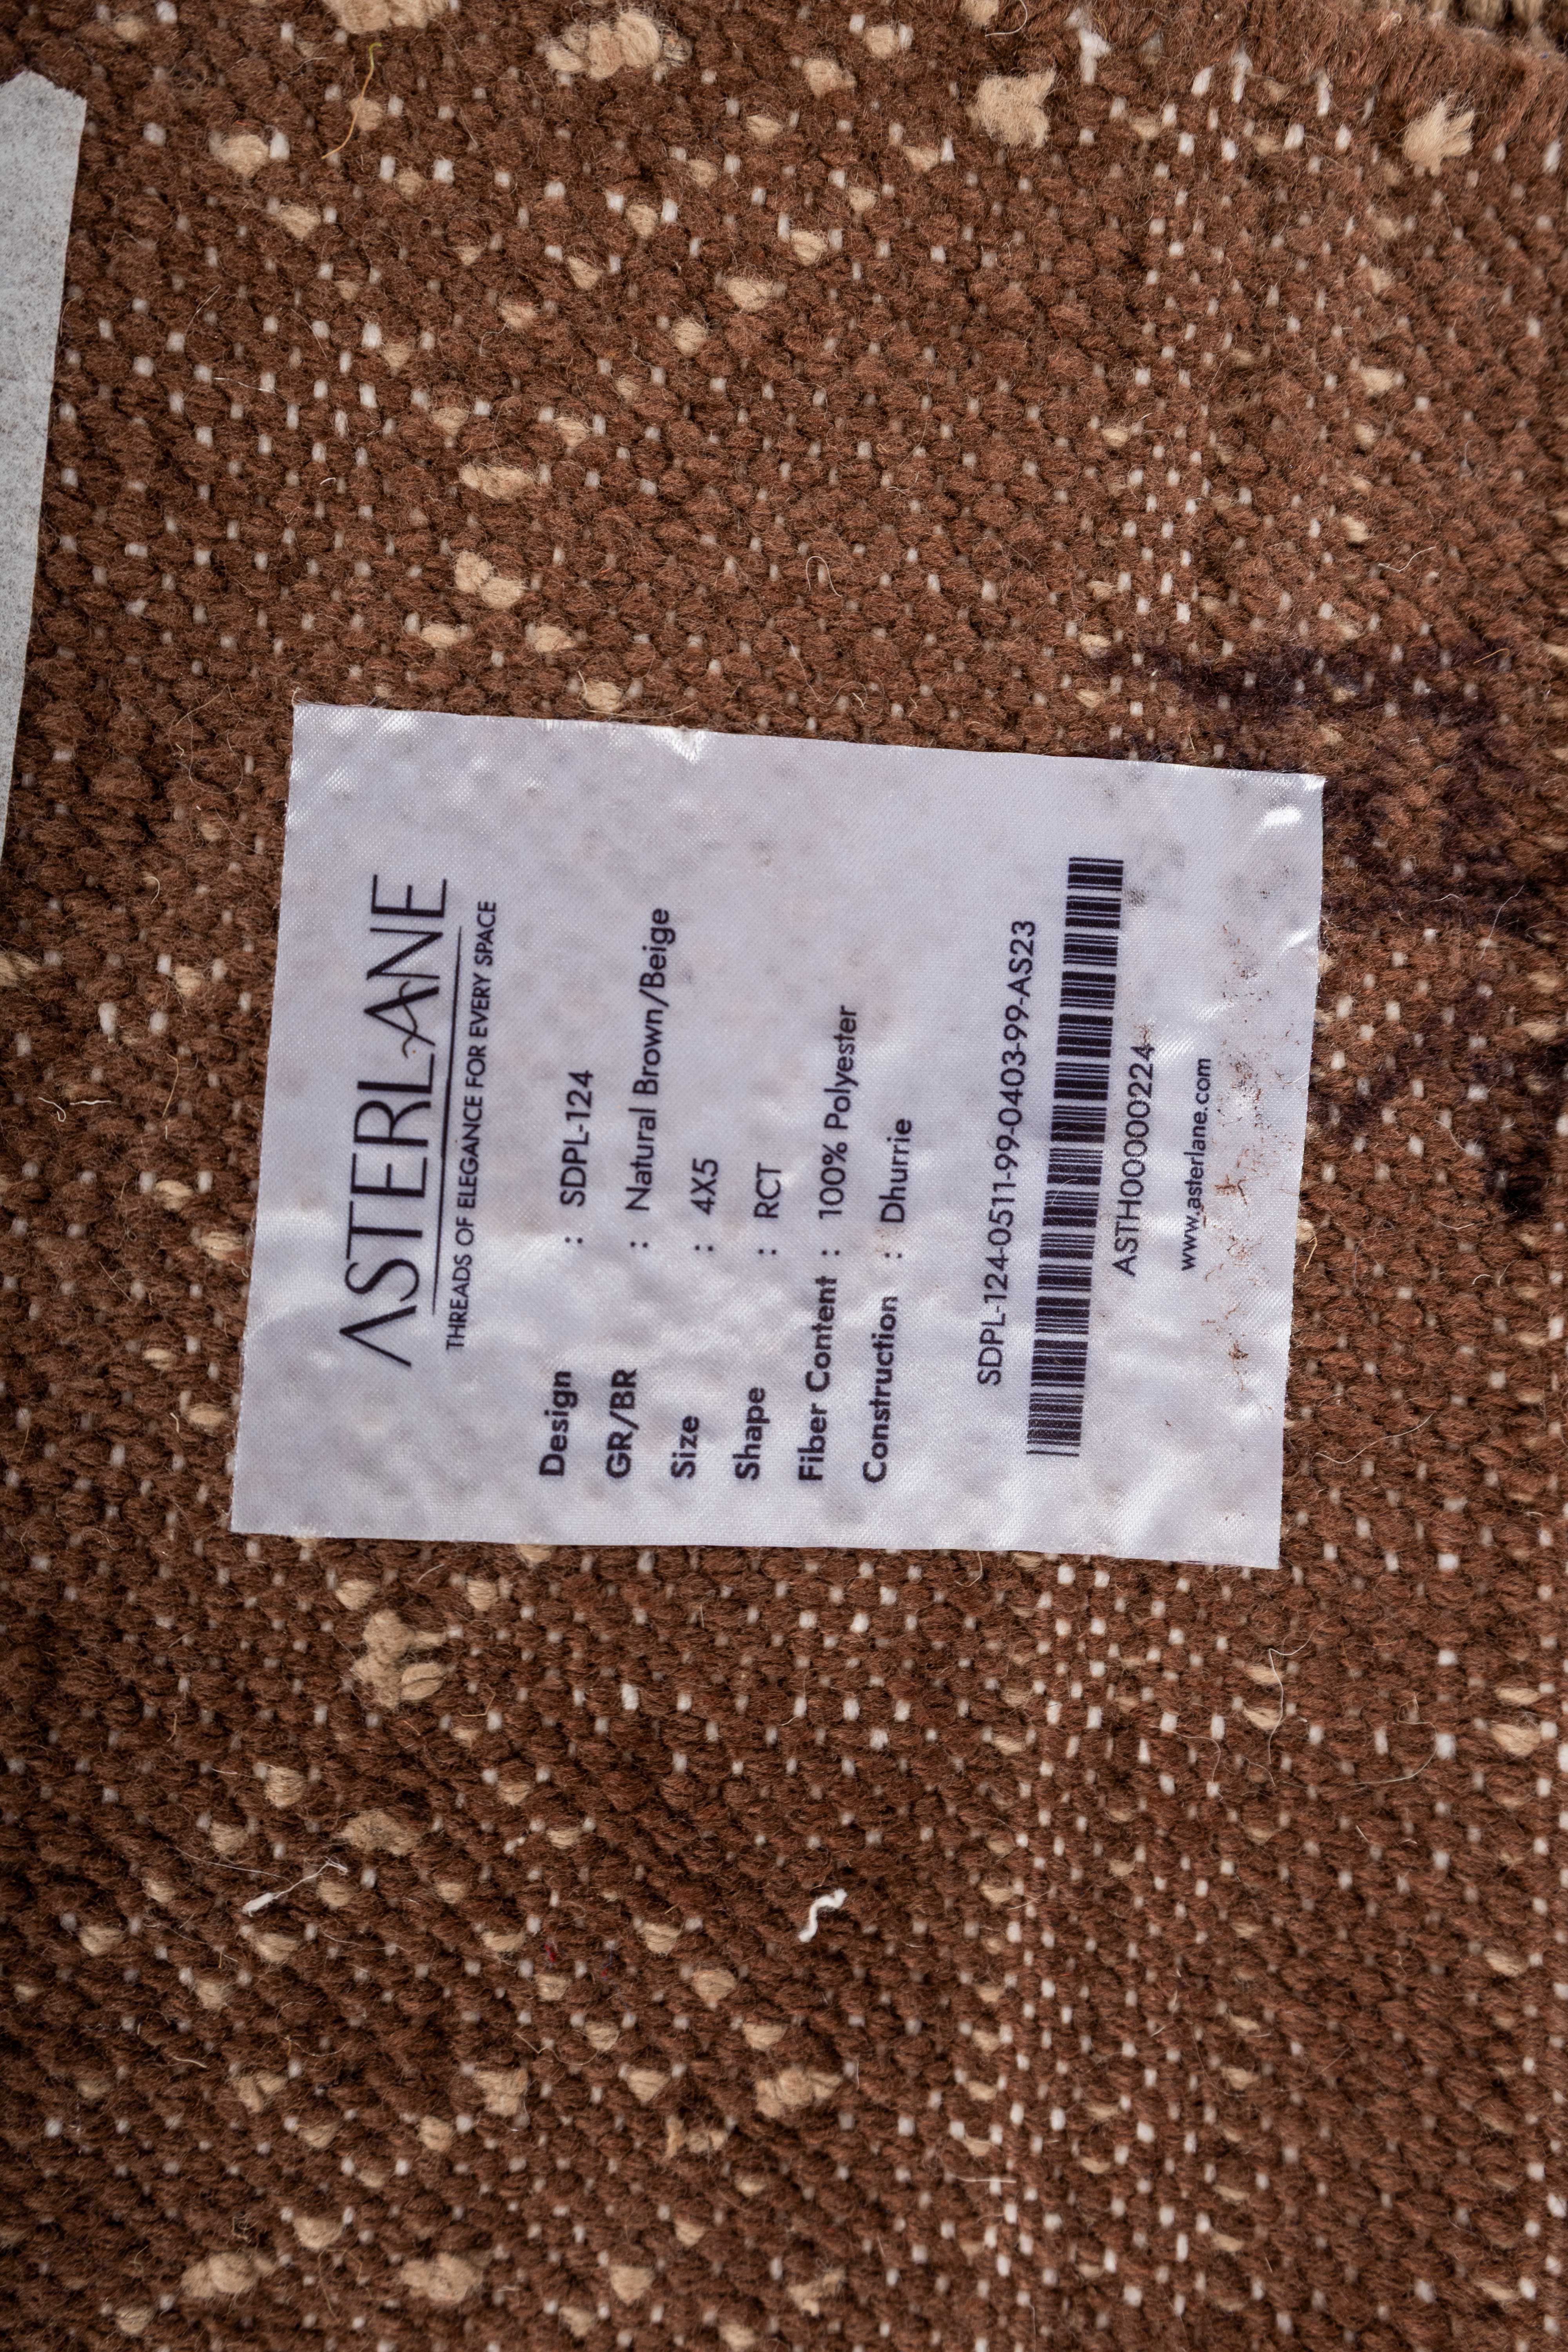 ASTERLANE
THREADS OF ELEGANCE FOR EVERY SPACE
Design : SDPL-124
GR/BR : Natural Brown/Beige
Size : 4X5
Shape : RCT
Fiber Content : 100% Polyester
Construction : Dhurrie
SDPL-124-0511-99-0403-99-AS23
ASTH00000224
www.asterlane.com